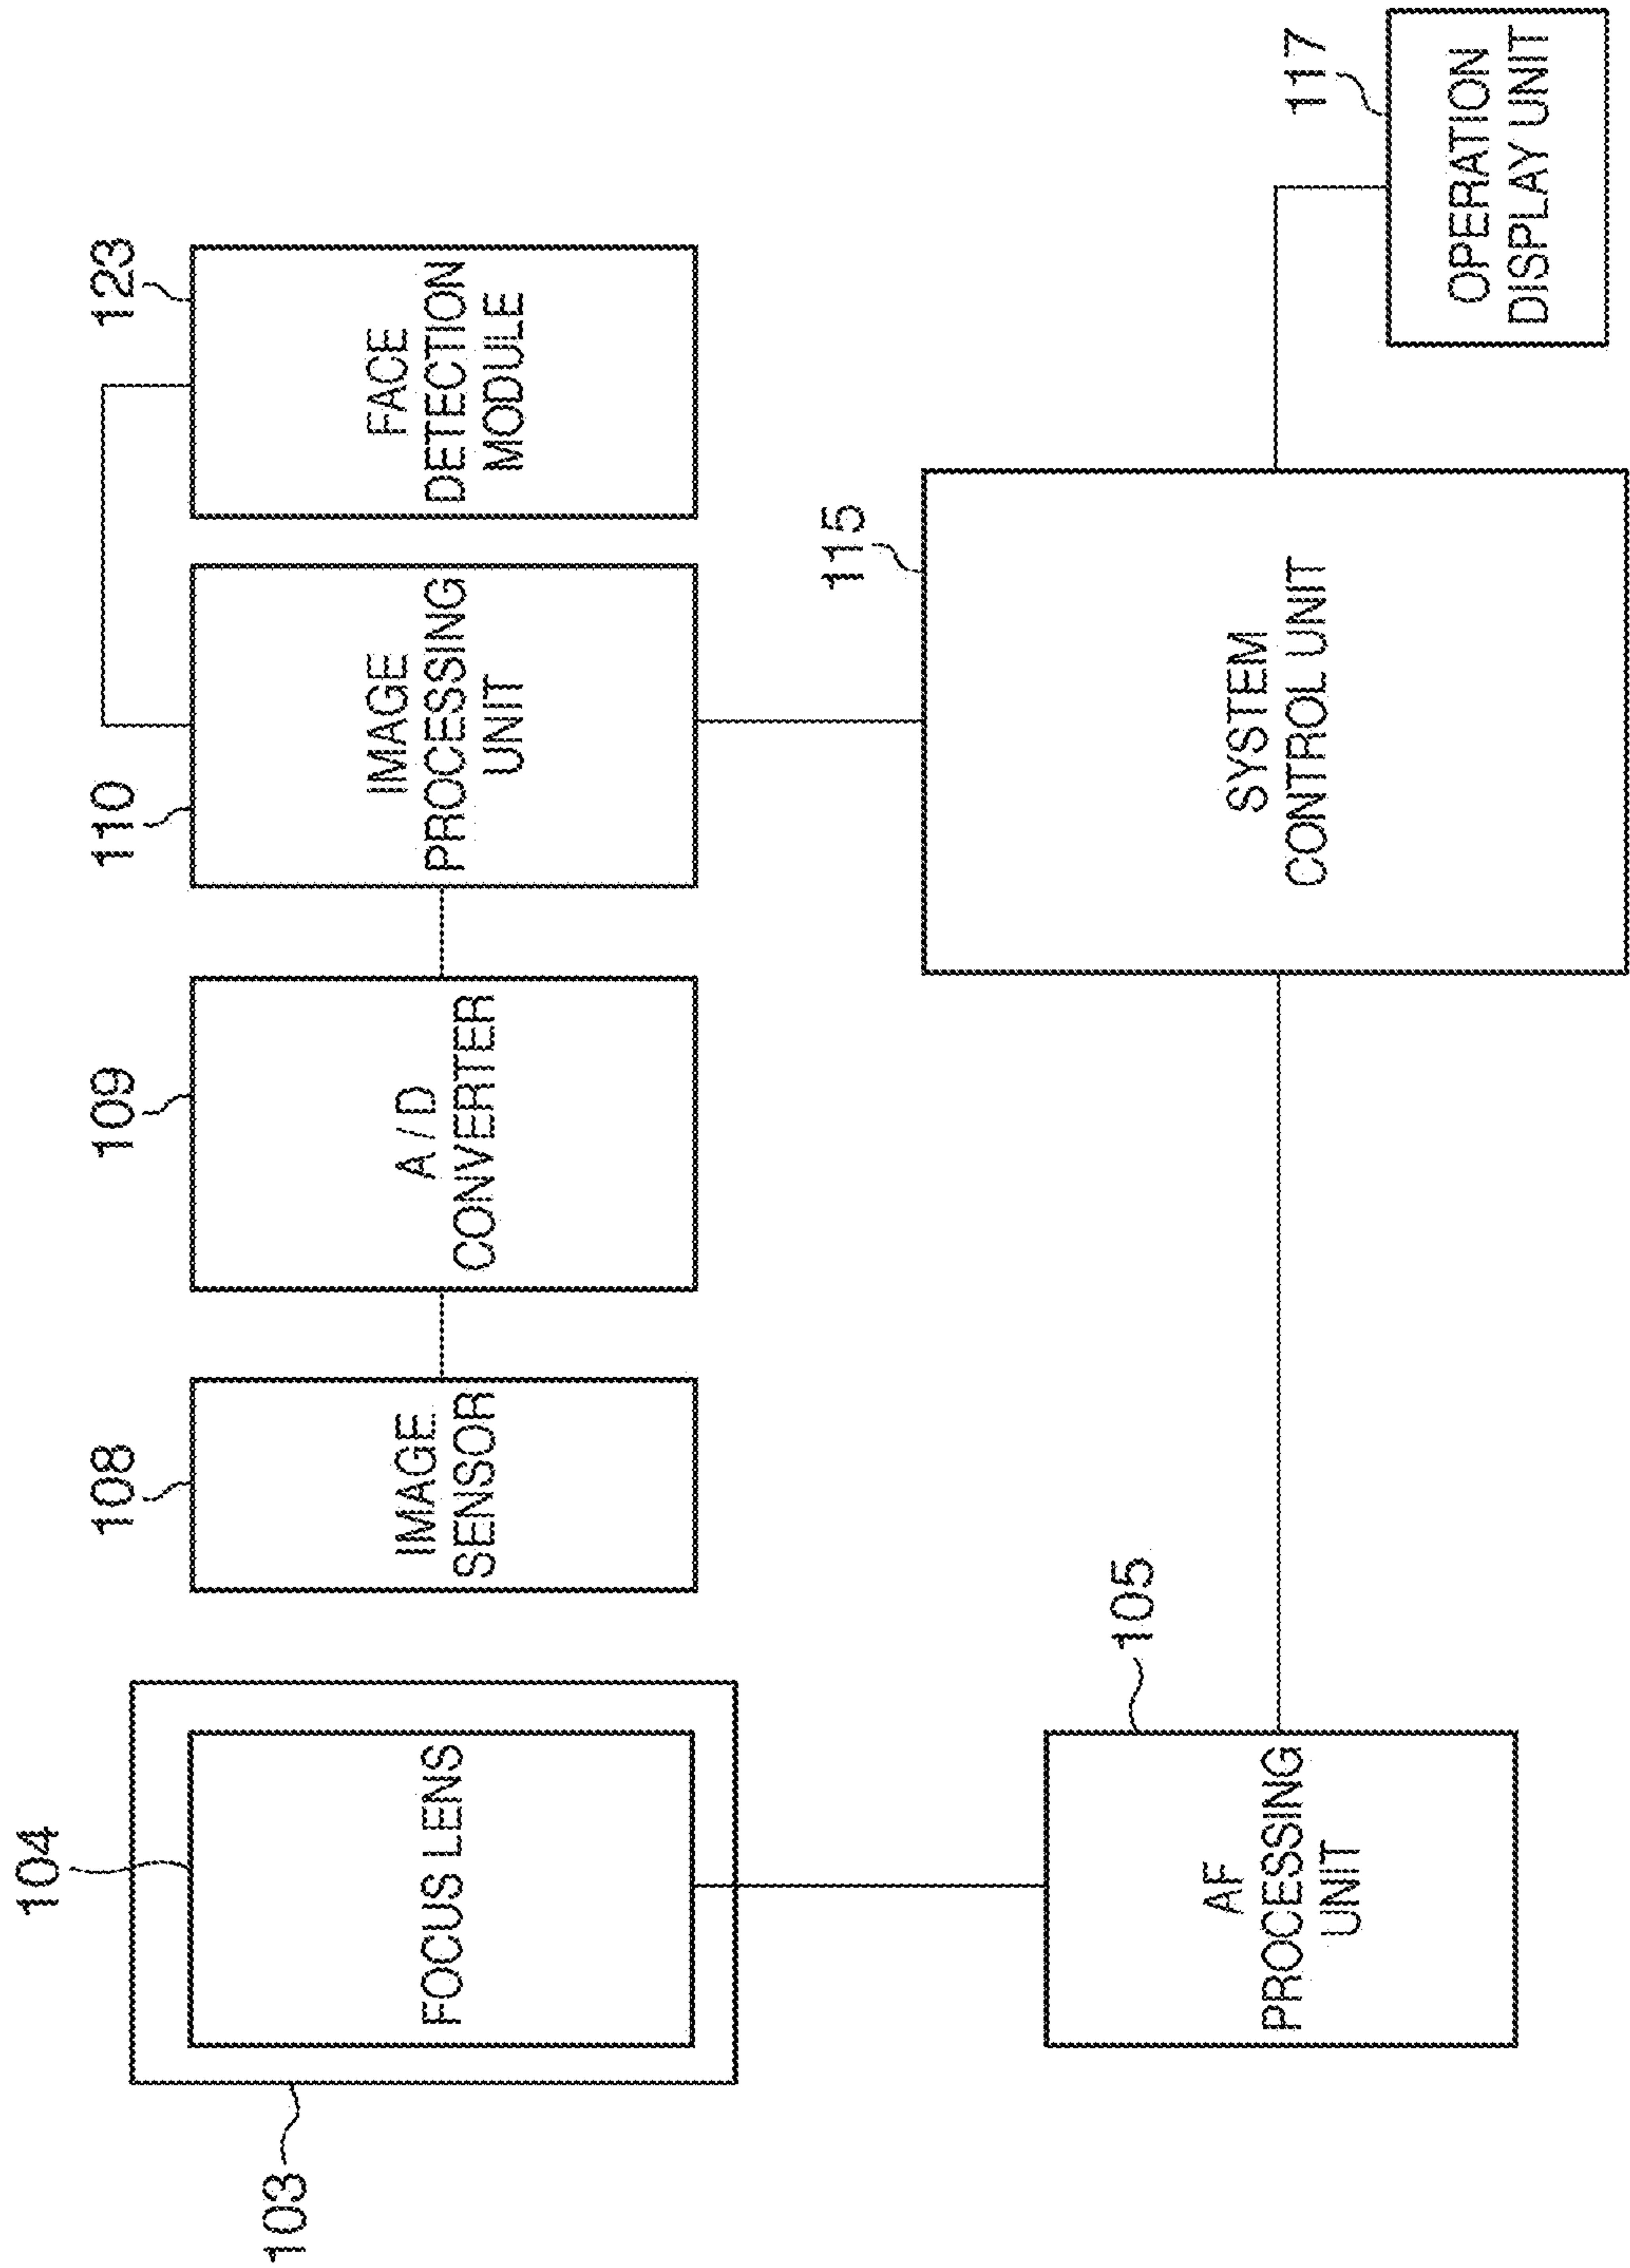 104
103
FOCUS LENS
108
IMAGE
SENSOR
109
A / D
CONVERTER
110
IMAGE
PROCESSING
UNIT
123
FACE
DETECTION
MODULE
105
AF
PROCESSING
UNIT
115
SYSTEM
CONTROL UNIT
117
OPERATION
DISPLAY UNIT